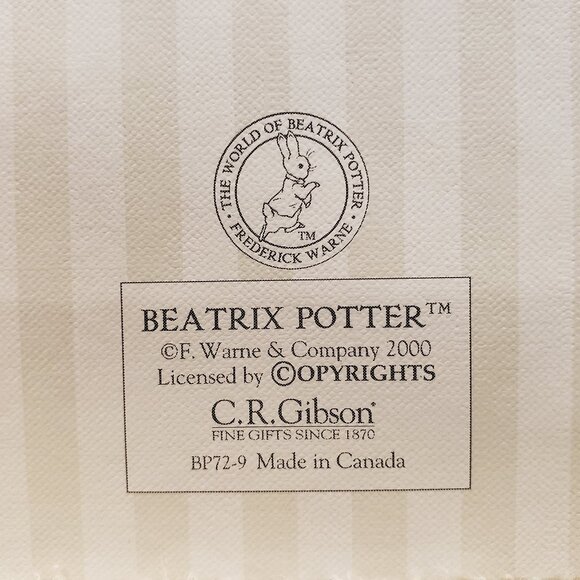 · THE WORLD OF BEATRIX POTTER ·
FREDERICK WARNE
TM
BEATRIX POTTER™
©F. Warne & Company 2000
Licensed by ©OPYRIGHTS
C.R.Gibson®
FINE GIFTS SINCE 1870
BP72-9 Made in Canada